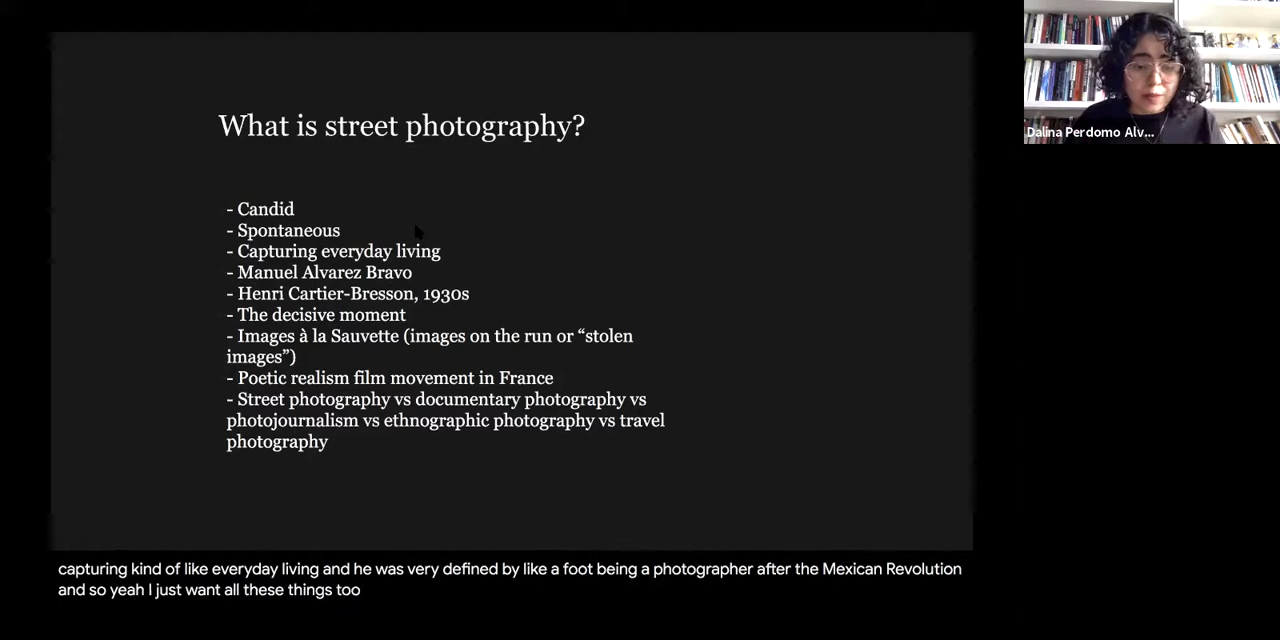 What is street photography?
- Candid
- Spontaneous
- Capturing everyday living
- Manuel Alvarez Bravo
- Henri Cartier-Bresson, 1930s
- The decisive moment
- Images à la Sauvette (images on the run or “stolen
images”)
- Poetic realism film movement in France
- Street photography vs documentary photography vs
photojournalism vs ethnographic photography vs travel
photography
Dalina Perdomo Alv...
capturing kind of like everyday living and he was very defined by like a foot being a photographer after the Mexican Revolution
and so yeah I just want all these things too